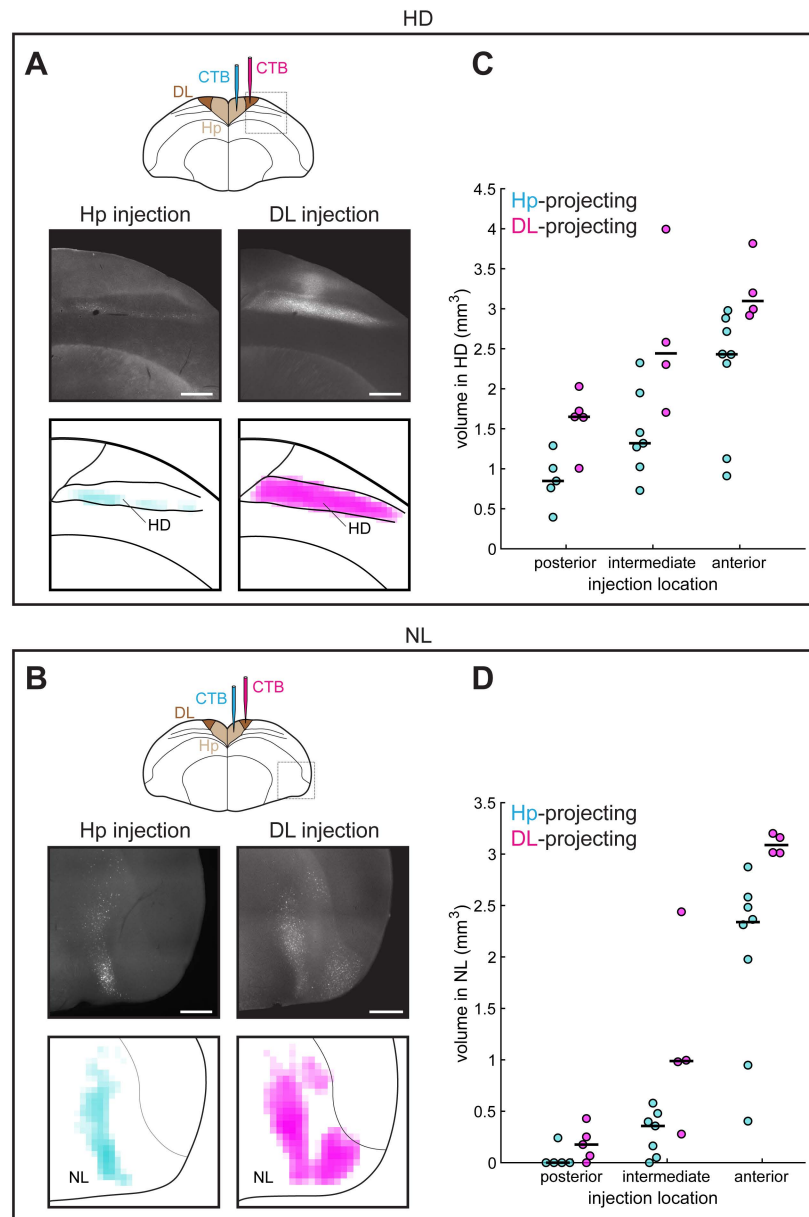 HD
A
CTB
CTB
DL
Hp
Hp injection
DL injection
HD
HD
C
Hp-projecting
DL-projecting
volume in HD (mm³)
4.5
4
3.5
3
2.5
2
1.5
1
0.5
0
posterior
intermediate
anterior
injection location
NL
B
CTB
CTB
DL
Hp
Hp injection
DL injection
NL
NL
D
Hp-projecting
DL-projecting
volume in NL (mm³)
3.5
3
2.5
2
1.5
1
0.5
0
posterior
intermediate
anterior
injection location